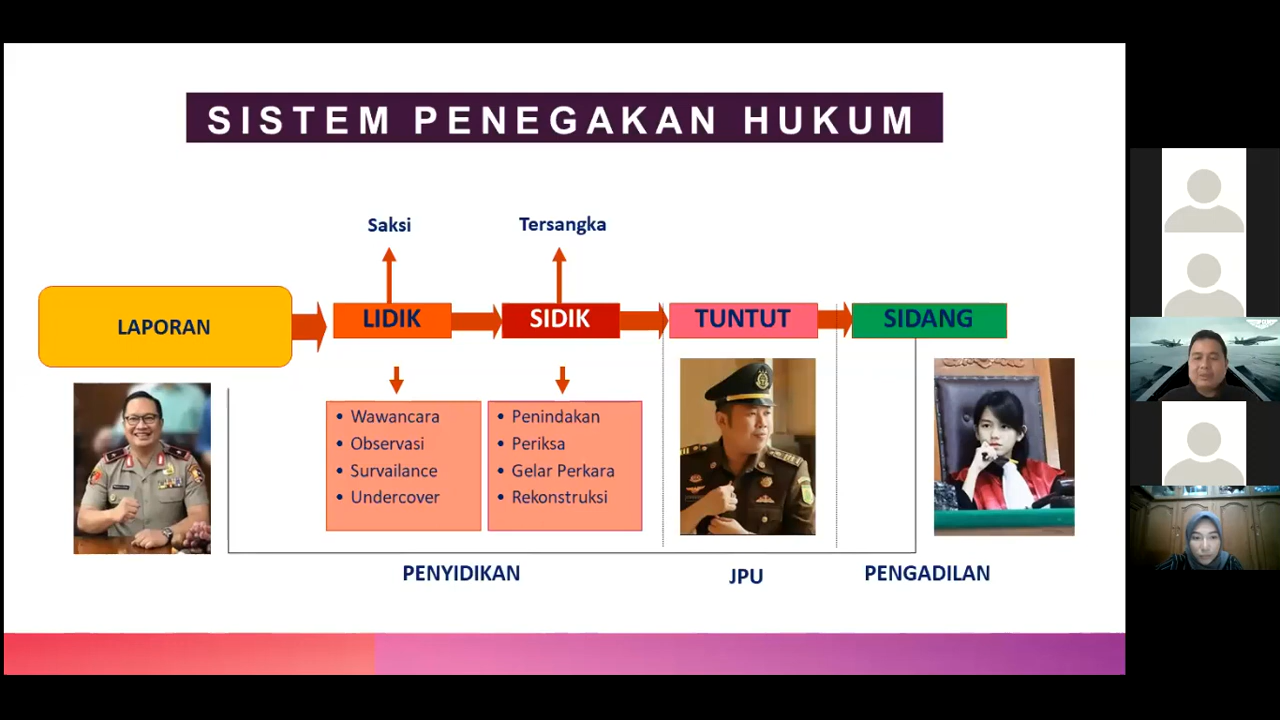 SISTEM PENEGAKAN HUKUM
Saksi
Tersangka
LAPORAN
LIDIK
SIDIK
TUNTUT
SIDANG
• Wawancara
• Observasi
• Survailance
• Undercover
• Penindakan
• Periksa
• Gelar Perkara
• Rekonstruksi
PENYIDIKAN
JPU
PENGADILAN